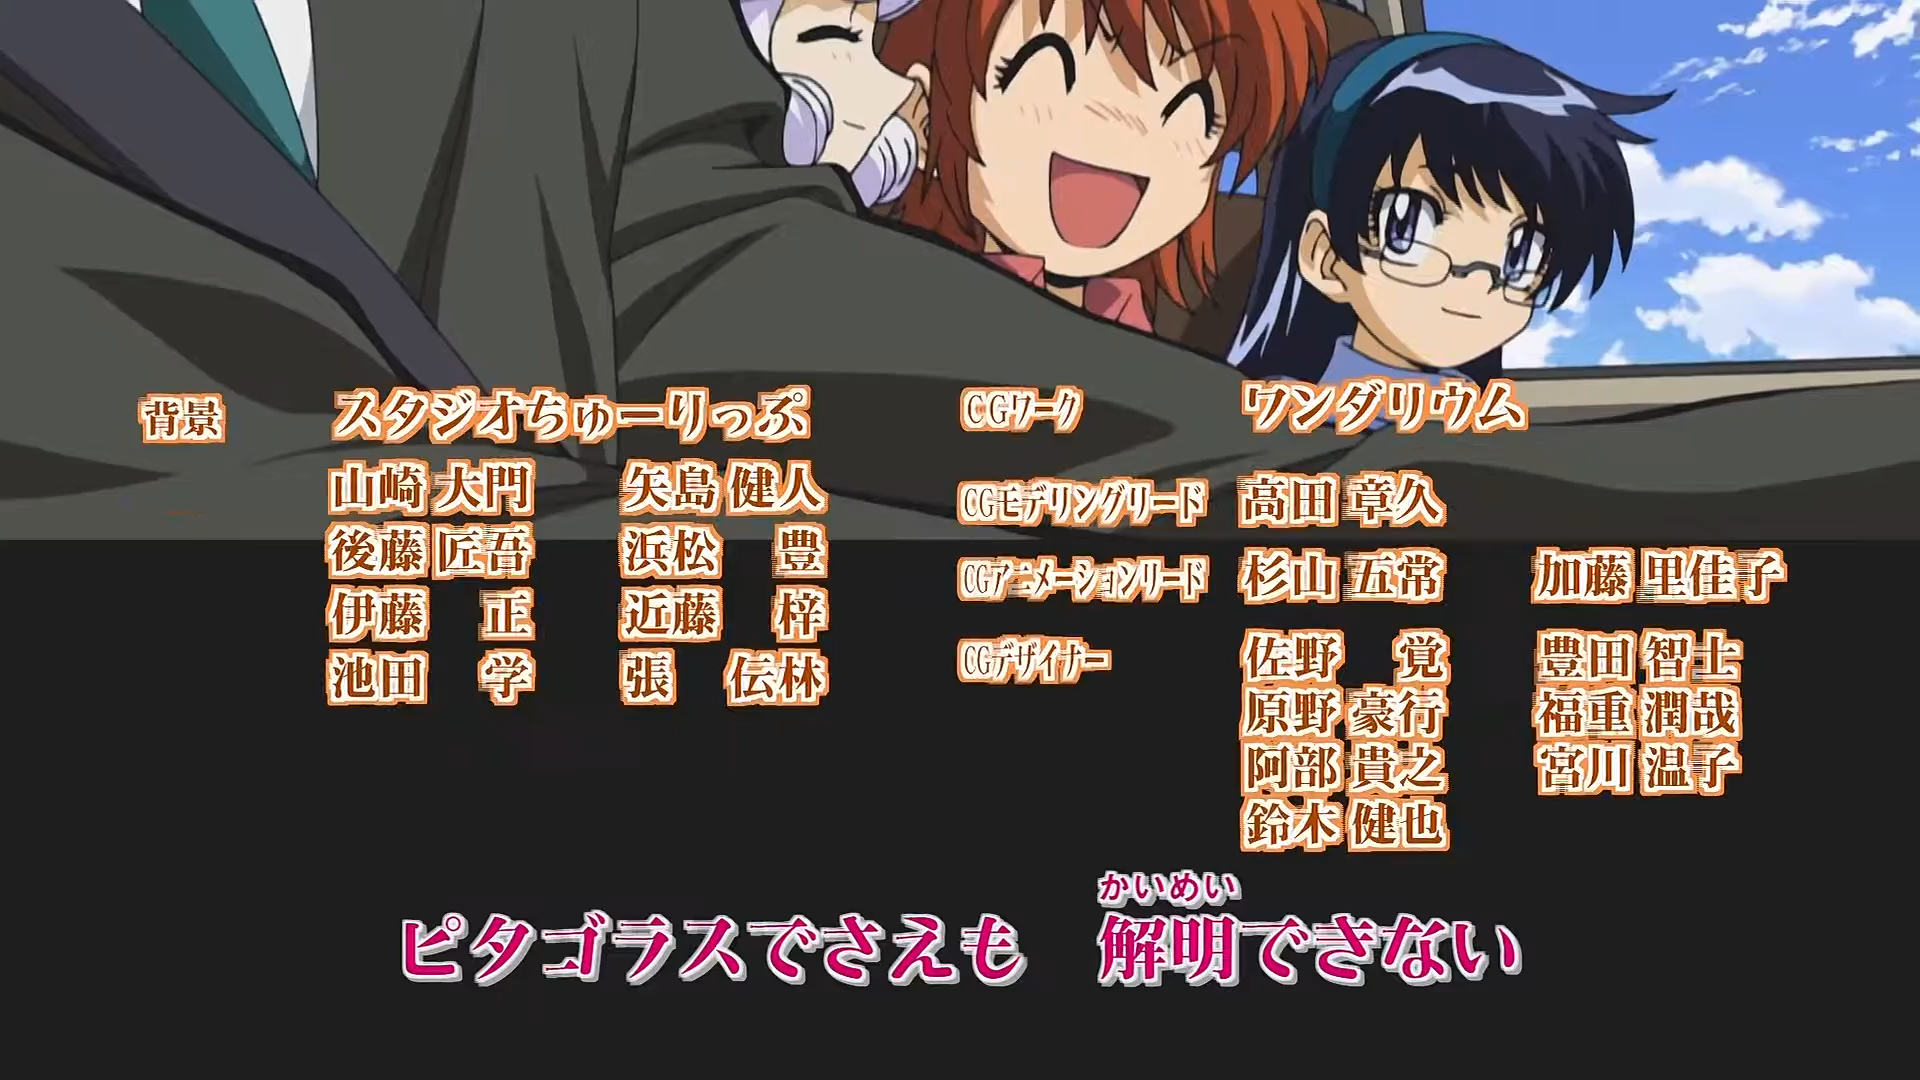 背景 スタジオちゅーりっぷ
山崎 大門 矢島 健人
後藤 匠吾 浜松 豊
伊藤 正 近藤 梓
池田 学 張 伝林
CGワーク ワンダリウム
CGモデリングリード 高田 章久
CGアニメーションリード 杉山 五常 加藤 里佳子
CGデザイナー 佐野 覚 豊田 智士
原野 豪行 福重 潤哉
阿部 貴之 宮川 温子
鈴木 健也
かいめい
ピタゴラスでさえも 解明できない